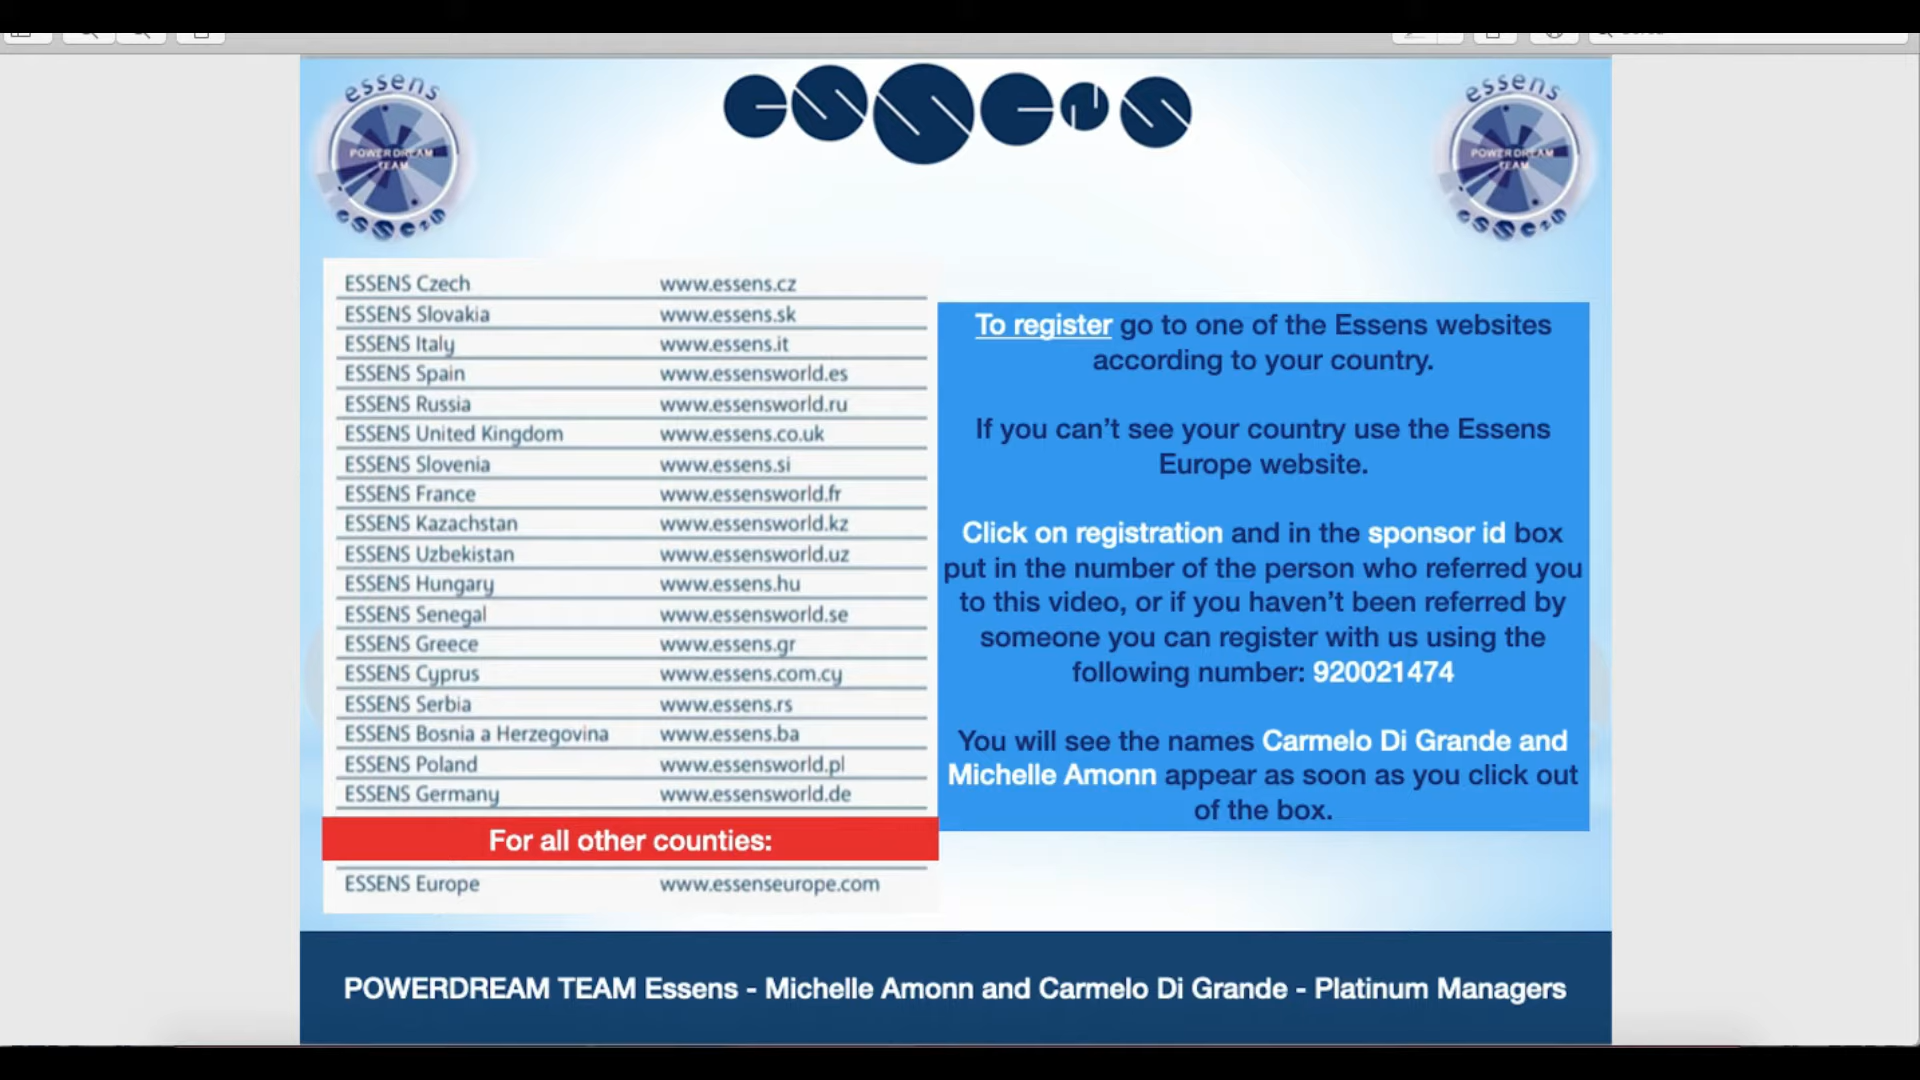 essens
POWER DREAM
TEAM
essens
essens
essens
POWER DREAM
TEAM
essens
ESSENS Czech www.essens.cz
ESSENS Slovakia www.essens.sk
ESSENS Italy www.essens.it
ESSENS Spain www.essensworld.es
ESSENS Russia www.essensworld.ru
ESSENS United Kingdom www.essens.co.uk
ESSENS Slovenia www.essens.si
ESSENS France www.essensworld.fr
ESSENS Kazachstan www.essensworld.kz
ESSENS Uzbekistan www.essensworld.uz
ESSENS Hungary www.essens.hu
ESSENS Senegal www.essensworld.se
ESSENS Greece www.essens.gr
ESSENS Cyprus www.essens.com.cy
ESSENS Serbia www.essens.rs
ESSENS Bosnia a Herzegovina www.essens.ba
ESSENS Poland www.essensworld.pl
ESSENS Germany www.essensworld.de
For all other counties:
ESSENS Europe www.essenseurope.com
To register go to one of the Essens websites
according to your country.
If you can't see your country use the Essens
Europe website.
Click on registration and in the sponsor id box
put in the number of the person who referred you
to this video, or if you haven't been referred by
someone you can register with us using the
following number: 920021474
You will see the names Carmelo Di Grande and
Michelle Amonn appear as soon as you click out
of the box.
POWERDREAM TEAM Essens - Michelle Amonn and Carmelo Di Grande - Platinum Managers